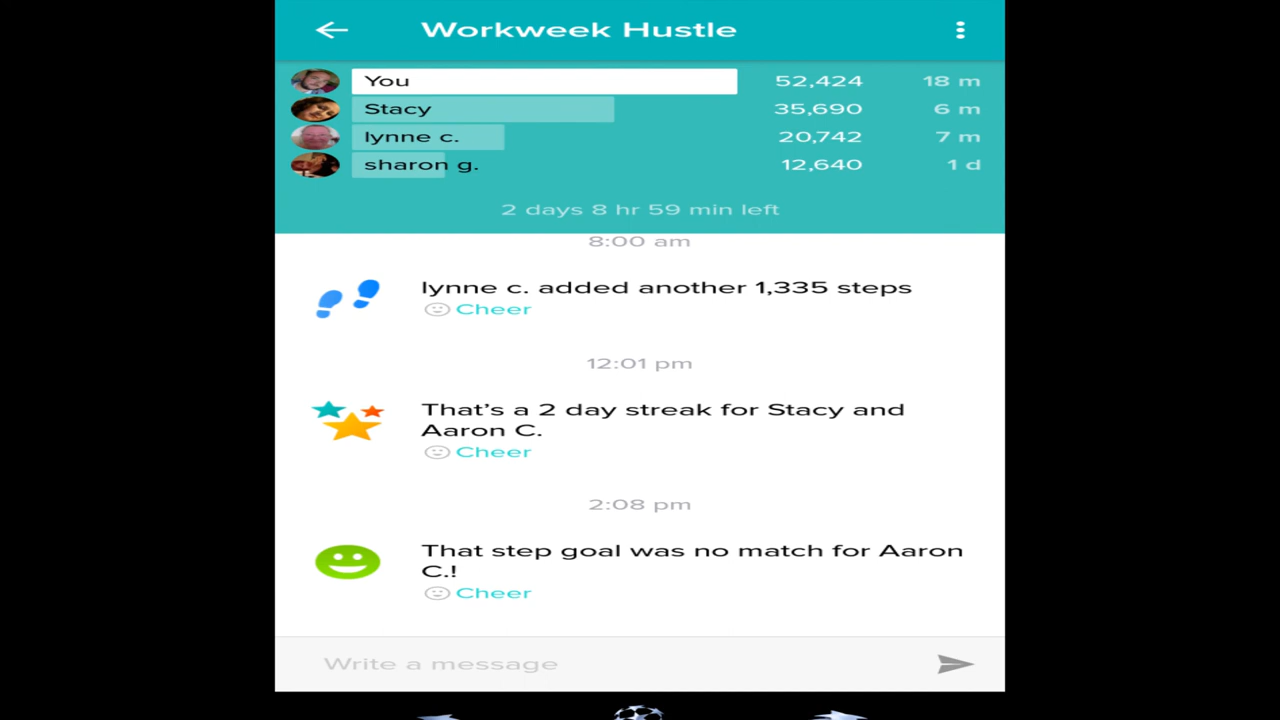 Workweek Hustle
You 52,424 18 m
Stacy 35,690 6 m
lynne c. 20,742 7 m
sharon g. 12,640 1 d
2 days 8 hr 59 min left
8:00 am
lynne c. added another 1,335 steps
Cheer
12:01 pm
That's a 2 day streak for Stacy and
Aaron C.
Cheer
2:08 pm
That step goal was no match for Aaron
C.!
Cheer
Write a message